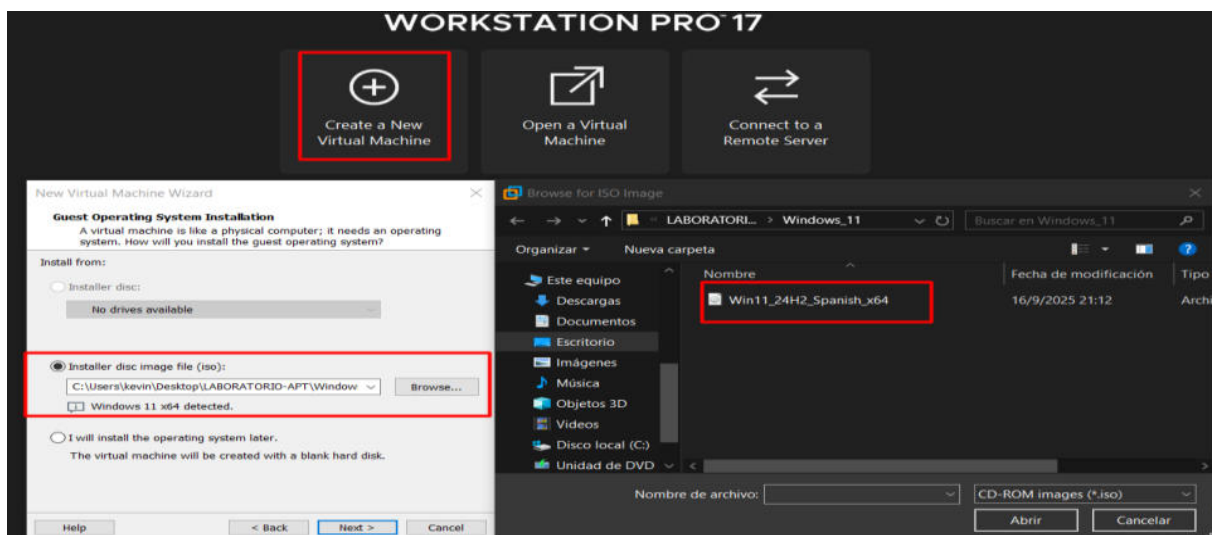 WORKSTATION PRO™ 17
Create a New
Virtual Machine
Open a Virtual
Machine
Connect to a
Remote Server
New Virtual Machine Wizard
Guest Operating System Installation
A virtual machine is like a physical computer; it needs an operating
system. How will you install the guest operating system?
Install from:
Installer disc:
No drives available
Installer disc image file (iso):
C:\Users\kevin\Desktop\LABORATORIO-APT\Window
Browse...
Windows 11 x64 detected.
I will install the operating system later.
The virtual machine will be created with a blank hard disk.
Help
< Back
Next >
Cancel
Browse for ISO Image
« LABORATORI... > Windows_11
Buscar en Windows_11
Organizar
Nueva carpeta
Este equipo
Descargas
Documentos
Escritorio
Imágenes
Música
Objetos 3D
Videos
Disco local (C:)
Unidad de DVD
Nombre
Fecha de modificación
Tipo
Win11_24H2_Spanish_x64
16/9/2025 21:12
Archi
Nombre de archivo:
CD-ROM images (*.iso)
Abrir
Cancelar